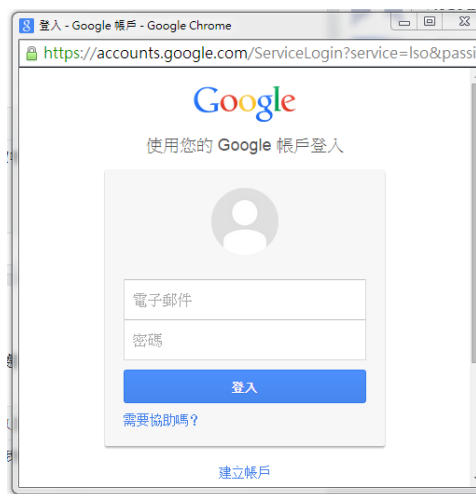 登入 - Google 帳戶 - Google Chrome
https://accounts.google.com/ServiceLogin?service=lso&passi
Google
使用您的 Google 帳戶登入
電子郵件
密碼
登入
需要協助嗎？
建立帳戶